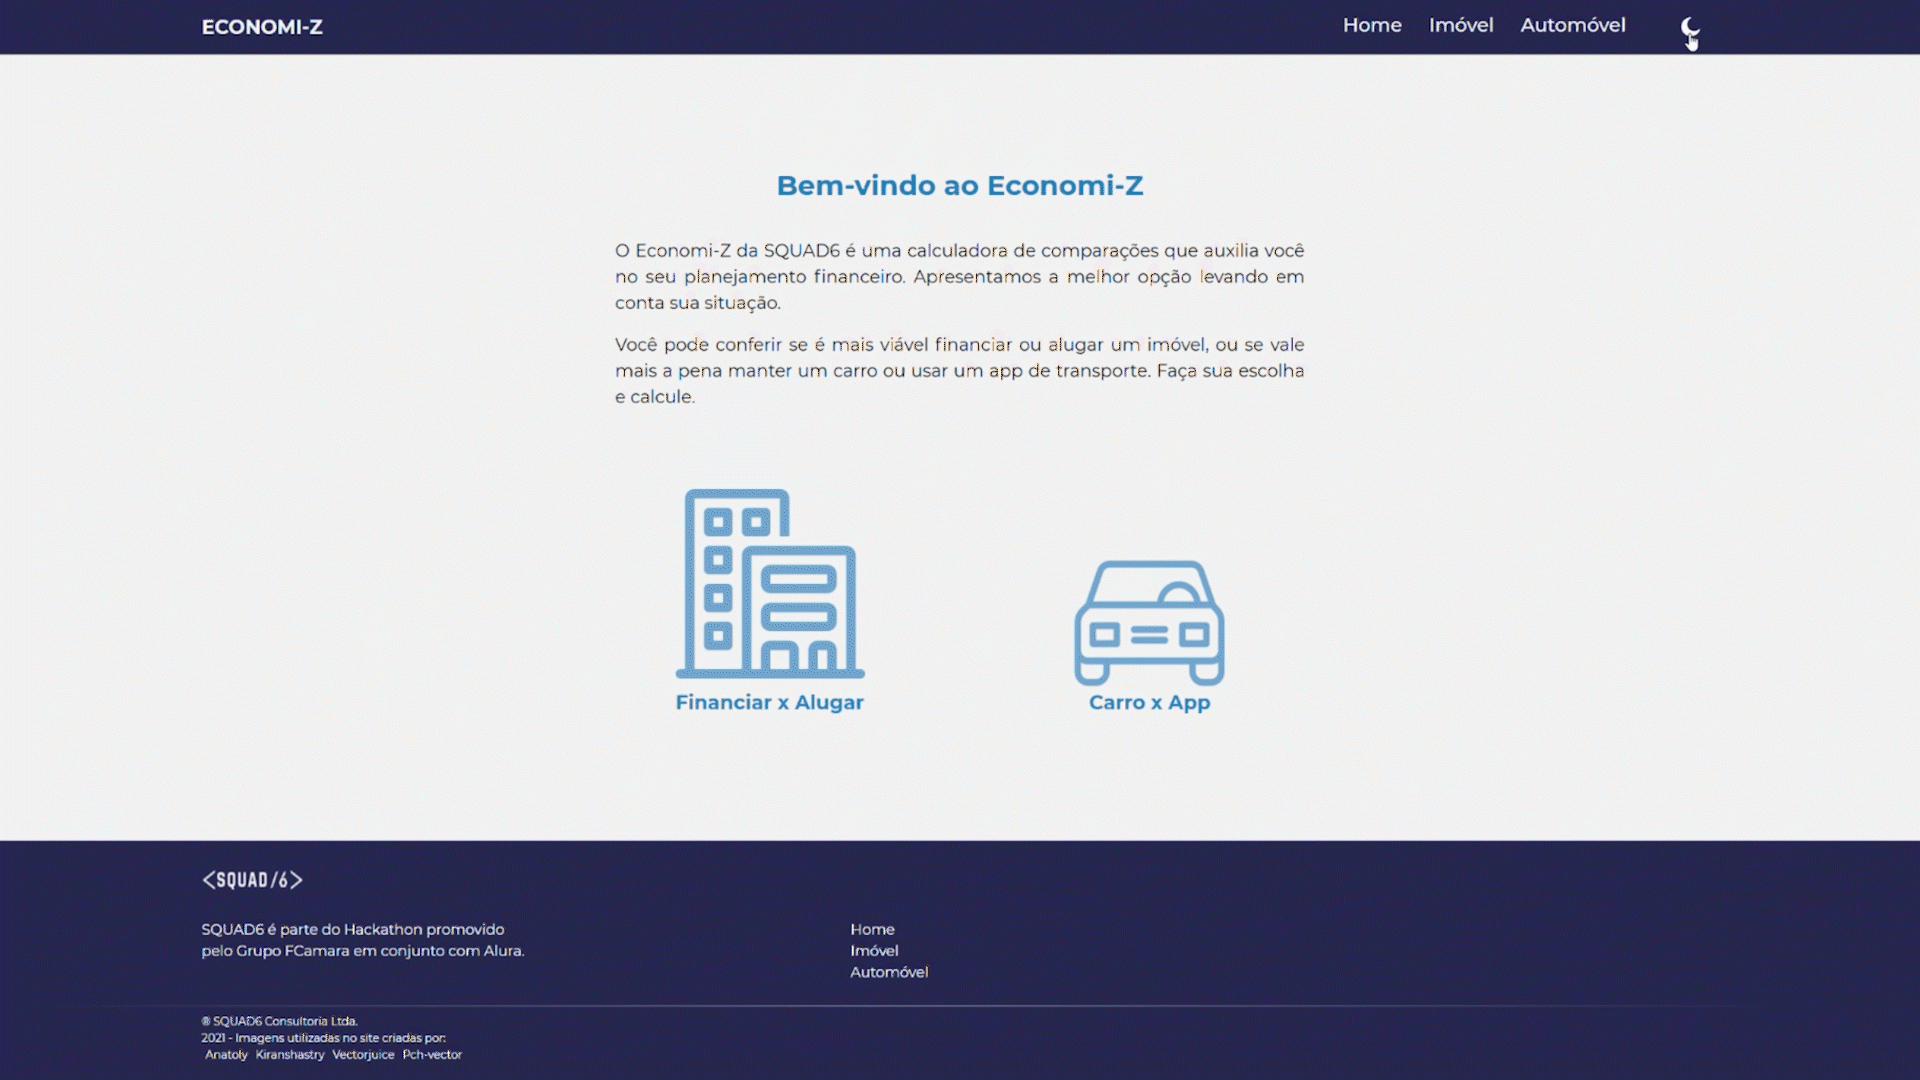 ECONOMI-Z
Home Imóvel Automóvel
Bem-vindo ao Economi-Z
O Economi-Z da SQUAD6 é uma calculadora de comparações que auxilia você
no seu planejamento financeiro. Apresentamos a melhor opção levando em
conta sua situação.
Você pode conferir se é mais viável financiar ou alugar um imóvel, ou se vale
mais a pena manter um carro ou usar um app de transporte. Faça sua escolha
e calcule.
Financiar x Alugar
Carro x App
<SQUAD/6>
SQUAD6 é parte do Hackathon promovido
pelo Grupo FCamara em conjunto com Alura.
Home
Imóvel
Automóvel
® SQUAD6 Consultoria Ltda.
2021 - Imagens utilizadas no site criadas por:
Anatoly Kiranshastry Vectorjuice Pch-vector